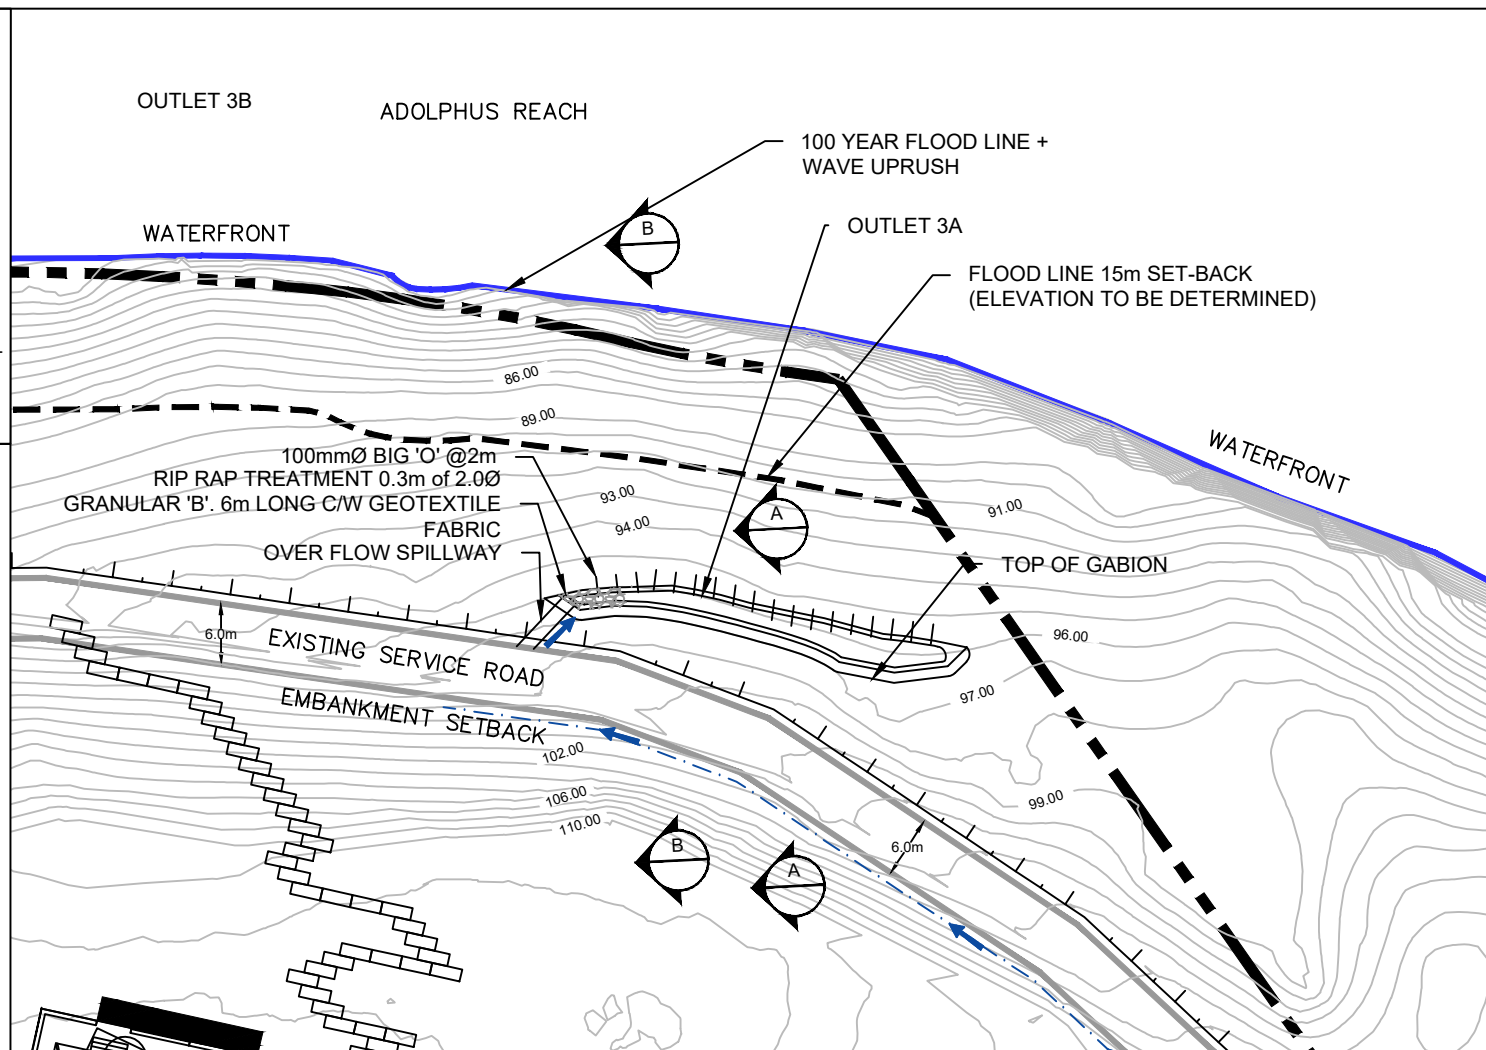 OUTLET 3B
ADOLPHUS REACH
100 YEAR FLOOD LINE +
WAVE UPRUSH
B
OUTLET 3A
WATERFRONT
FLOOD LINE 15m SET-BACK
(ELEVATION TO BE DETERMINED)
86.00
89.00
WATERFRONT
100mmØ BIG 'O' @2m
RIP RAP TREATMENT 0.3m of 2.0Ø
GRANULAR 'B'. 6m LONG C/W GEOTEXTILE
FABRIC
OVER FLOW SPILLWAY
93.00
94.00
A
91.00
TOP OF GABION
6.0m
EXISTING SERVICE ROAD
96.00
97.00
EMBANKMENT SETBACK
102.00
106.00
110.00
99.00
6.0m
B
A